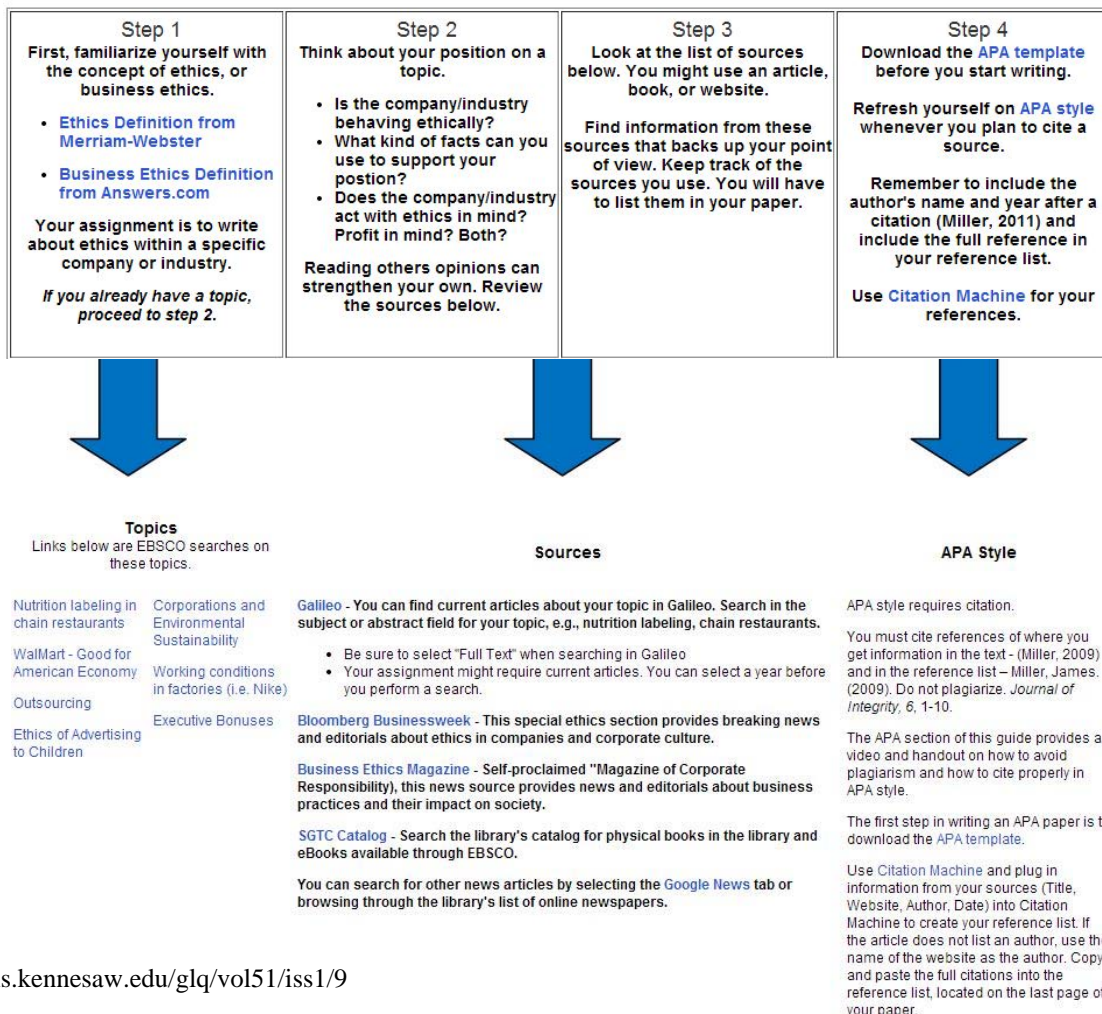 Step 1
First, familiarize yourself with
the concept of ethics, or
business ethics.
• Ethics Definition from
Merriam-Webster
• Business Ethics Definition
from Answers.com
Your assignment is to write
about ethics within a specific
company or industry.
If you already have a topic,
proceed to step 2.
Step 2
Think about your position on a
topic.
• Is the company/industry
behaving ethically?
• What kind of facts can you
use to support your
postion?
• Does the company/industry
act with ethics in mind?
Profit in mind? Both?
Reading others opinions can
strengthen your own. Review
the sources below.
Step 3
Look at the list of sources
below. You might use an article,
book, or website.
Find information from these
sources that backs up your point
of view. Keep track of the
sources you use. You will have
to list them in your paper.
Step 4
Download the APA template
before you start writing.
Refresh yourself on APA style
whenever you plan to cite a
source.
Remember to include the
author's name and year after a
citation (Miller, 2011) and
include the full reference in
your reference list.
Use Citation Machine for your
references.
Topics
Links below are EBSCO searches on
these topics.
Nutrition labeling in
chain restaurants
WalMart - Good for
American Economy
Outsourcing
Ethics of Advertising
to Children
Corporations and
Environmental
Sustainability
Working conditions
in factories (i.e. Nike)
Executive Bonuses
Sources
Galileo - You can find current articles about your topic in Galileo. Search in the
subject or abstract field for your topic, e.g., nutrition labeling, chain restaurants.
• Be sure to select "Full Text" when searching in Galileo
• Your assignment might require current articles. You can select a year before
you perform a search.
Bloomberg Businessweek - This special ethics section provides breaking news
and editorials about ethics in companies and corporate culture.
Business Ethics Magazine - Self-proclaimed "Magazine of Corporate
Responsibility), this news source provides news and editorials about business
practices and their impact on society.
SGTC Catalog - Search the library's catalog for physical books in the library and
eBooks available through EBSCO.
You can search for other news articles by selecting the Google News tab or
browsing through the library's list of online newspapers.
APA Style
APA style requires citation.
You must cite references of where you
get information in the text - (Miller, 2009)
and in the reference list – Miller, James.
(2009). Do not plagiarize. Journal of
Integrity, 6, 1-10.
The APA section of this guide provides a
video and handout on how to avoid
plagiarism and how to cite properly in
APA style.
The first step in writing an APA paper is t
download the APA template.
Use Citation Machine and plug in
information from your sources (Title,
Website, Author, Date) into Citation
Machine to create your reference list. If
the article does not list an author, use the
name of the website as the author. Copy
and paste the full citations into the
reference list, located on the last page of
your paper.
s.kennesaw.edu/glq/vol51/iss1/9